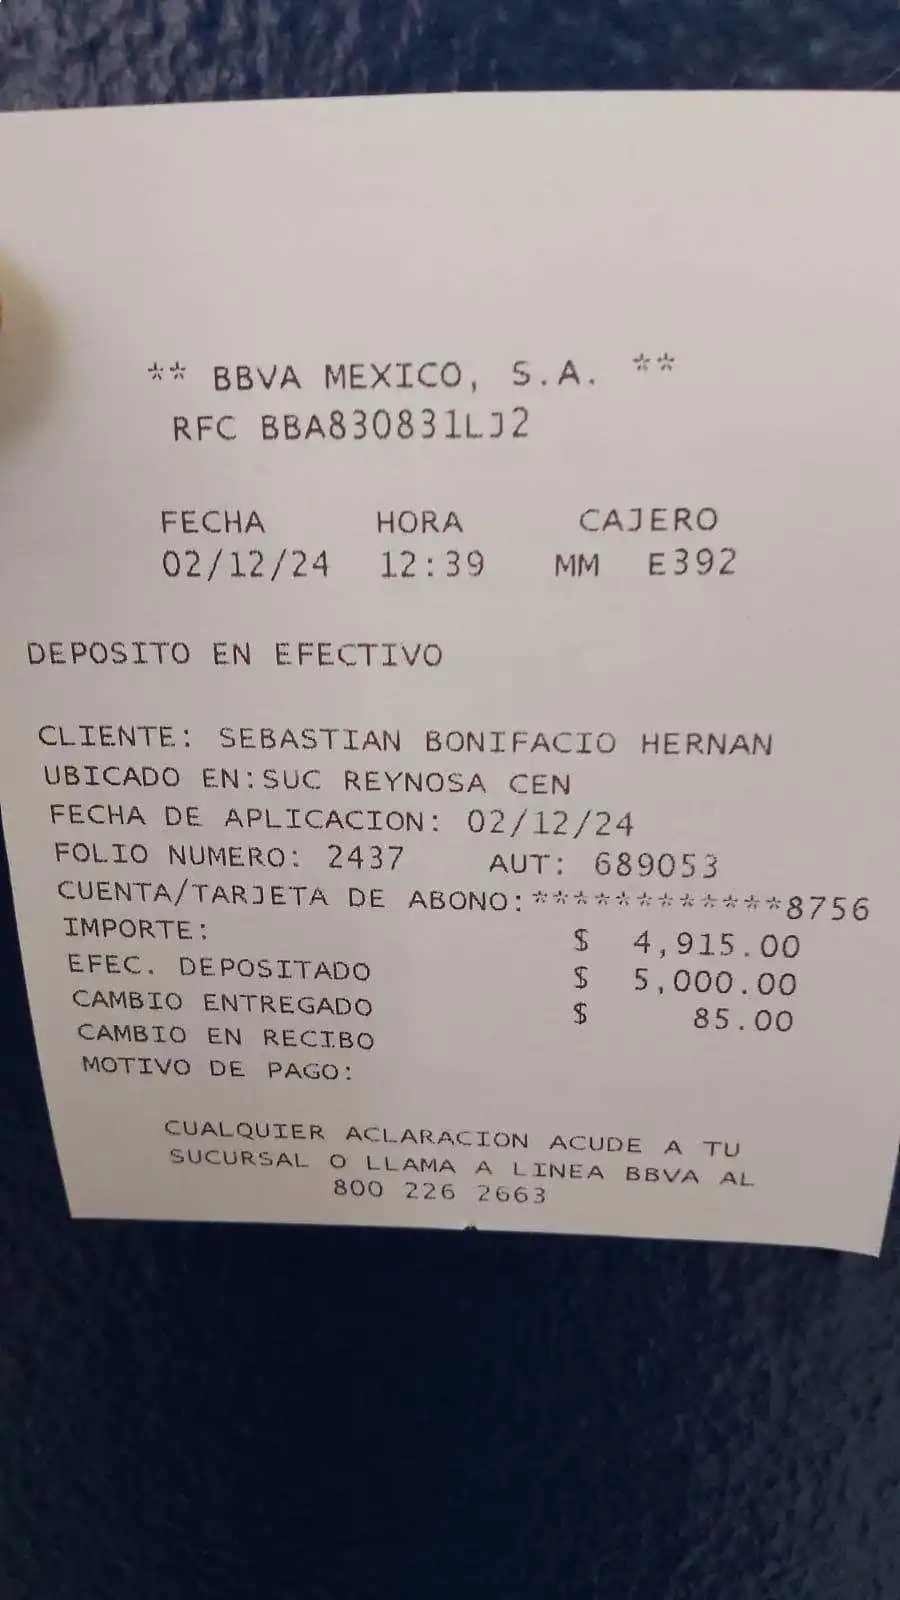 ** BBVA MEXICO, S.A. **
RFC BBA830831LJ2
FECHA HORA CAJERO
02/12/24 12:39 MM E392
DEPOSITO EN EFECTIVO
CLIENTE: SEBASTIAN BONIFACIO HERNAN
UBICADO EN:SUC REYNOSA CEN
FECHA DE APLICACION: 02/12/24
FOLIO NUMERO: 2437 AUT: 689053
CUENTA/TARJETA DE ABONO:************8756
IMPORTE: $ 4,915.00
EFEC. DEPOSITADO $ 5,000.00
CAMBIO ENTREGADO $ 85.00
CAMBIO EN RECIBO
MOTIVO DE PAGO:
CUALQUIER ACLARACION ACUDE A TU
SUCURSAL O LLAMA A LINEA BBVA AL
800 226 2663